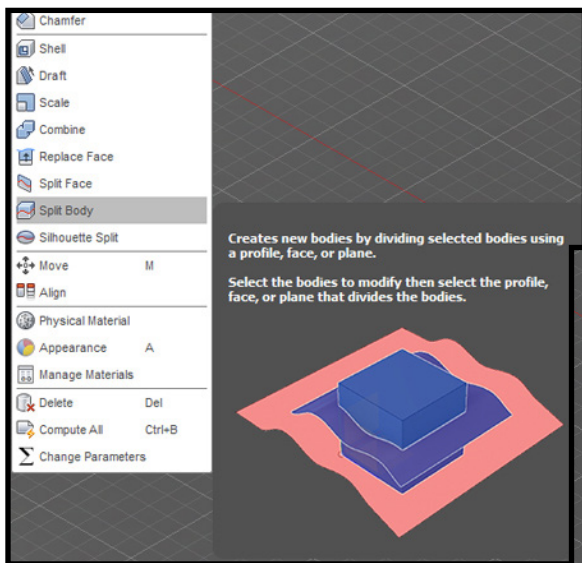 Chamfer
Shell
Draft
Scale
Combine
Replace Face
Split Face
Split Body
Silhouette Split
Move M
Align
Physical Material
Appearance A
Manage Materials
Delete Del
Compute All Ctrl+B
Change Parameters
Creates new bodies by dividing selected bodies using
a profile, face, or plane.
Select the bodies to modify then select the profile,
face, or plane that divides the bodies.